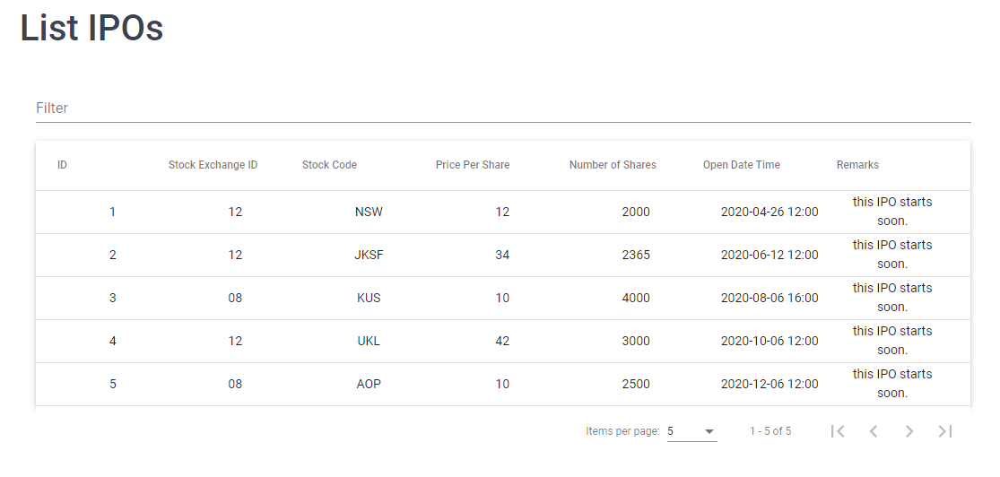 List IPOs
Filter
ID Stock Exchange ID Stock Code Price Per Share Number of Shares Open Date Time Remarks
1 12 NSW 12 2000 2020-04-26 12:00 this IPO starts
soon.
2 12 JKSF 34 2365 2020-06-12 12:00 this IPO starts
soon.
3 08 KUS 10 4000 2020-08-06 16:00 this IPO starts
soon.
4 12 UKL 42 3000 2020-10-06 12:00 this IPO starts
soon.
5 08 AOP 10 2500 2020-12-06 12:00 this IPO starts
soon.
Items per page: 5 1 - 5 of 5